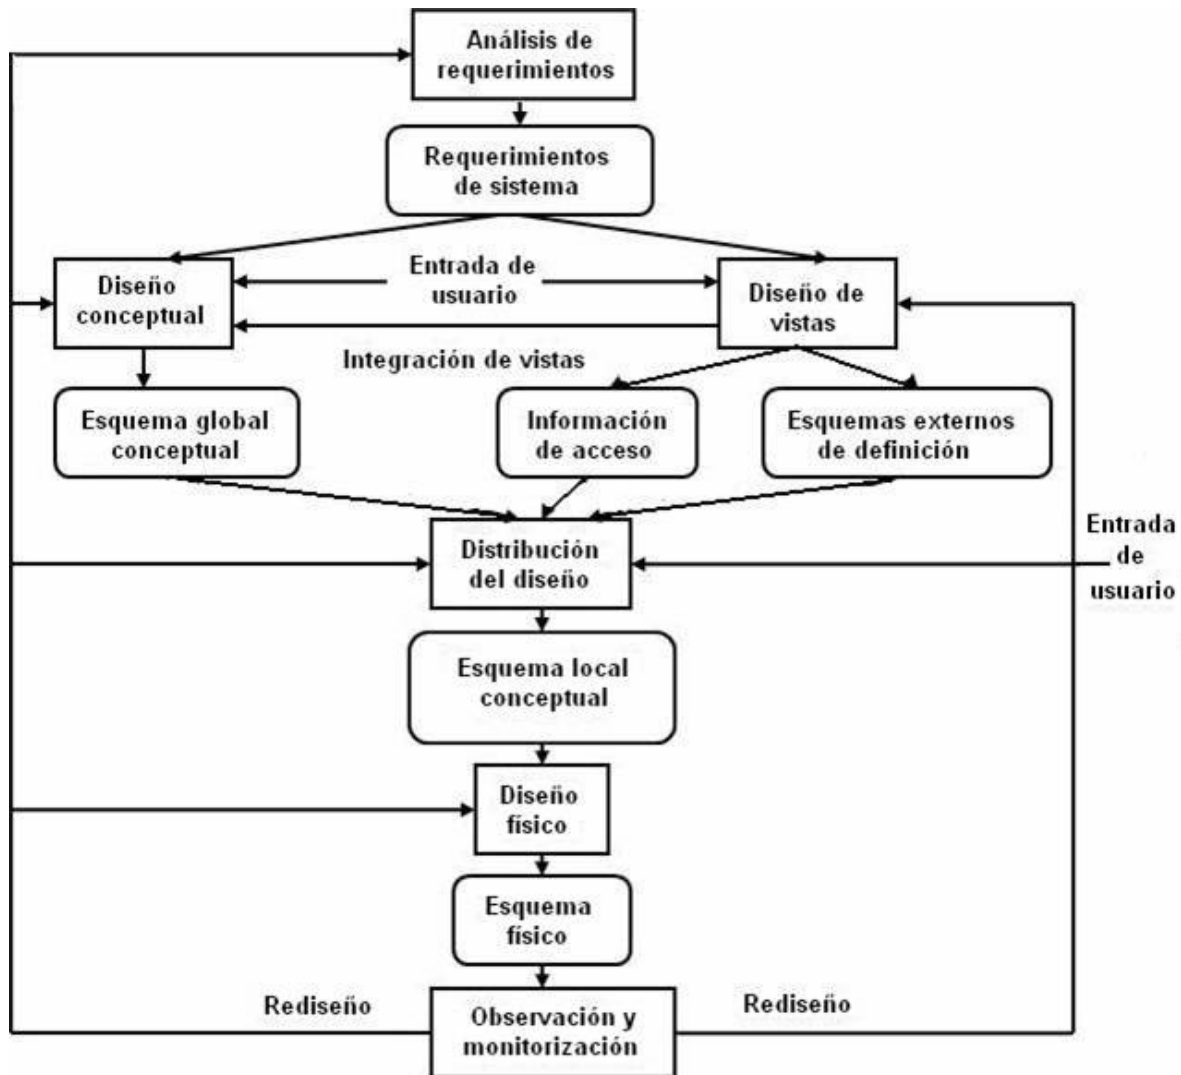 Análisis de
requerimientos
Requerimientos
de sistema
Diseño
conceptual
Entrada de
usuario
Diseño de
vistas
Integración de vistas
Esquema global
conceptual
Información
de acceso
Esquemas externos
de definición
Distribución
del diseño
Entrada
de
usuario
Esquema local
conceptual
Diseño
físico
Esquema
físico
Rediseño
Observación y
monitorización
Rediseño